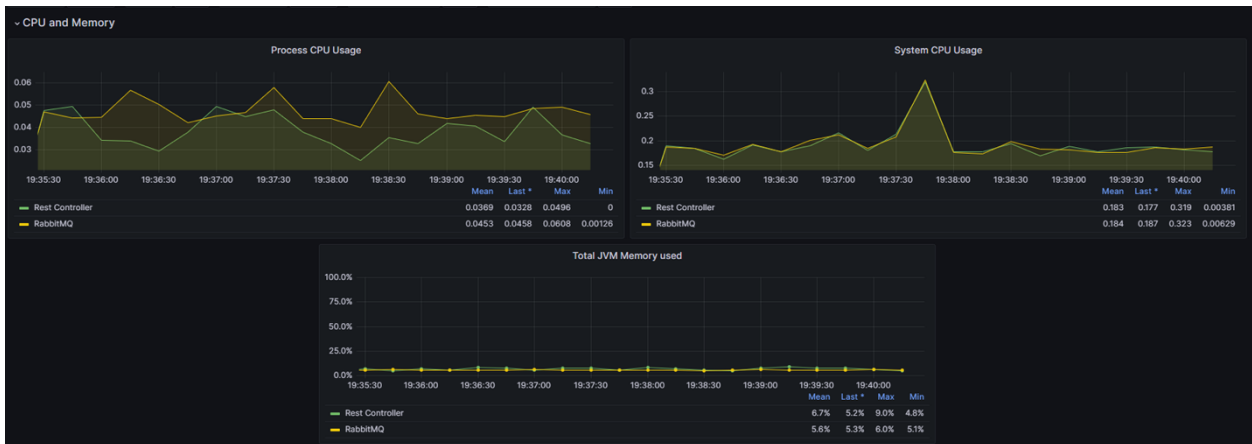 CPU and Memory
Process CPU Usage
0.06
0.05
0.04
0.03
19:35:30 19:36:00 19:36:30 19:37:00 19:37:30 19:38:00 19:38:30 19:39:00 19:39:30 19:40:00
Mean Last * Max Min
Rest Controller 0.0369 0.0328 0.0496 0
RabbitMQ 0.0453 0.0458 0.0608 0.00126
System CPU Usage
0.3
0.25
0.2
0.15
19:35:30 19:36:00 19:36:30 19:37:00 19:37:30 19:38:00 19:38:30 19:39:00 19:39:30 19:40:00
Mean Last * Max Min
Rest Controller 0.183 0.177 0.319 0.00381
RabbitMQ 0.184 0.187 0.323 0.00629
Total JVM Memory used
100.0%
75.0%
50.0%
25.0%
0.0%
19:35:30 19:36:00 19:36:30 19:37:00 19:37:30 19:38:00 19:38:30 19:39:00 19:39:30 19:40:00
Mean Last * Max Min
Rest Controller 6.7% 5.2% 9.0% 4.8%
RabbitMQ 5.6% 5.3% 6.0% 5.1%